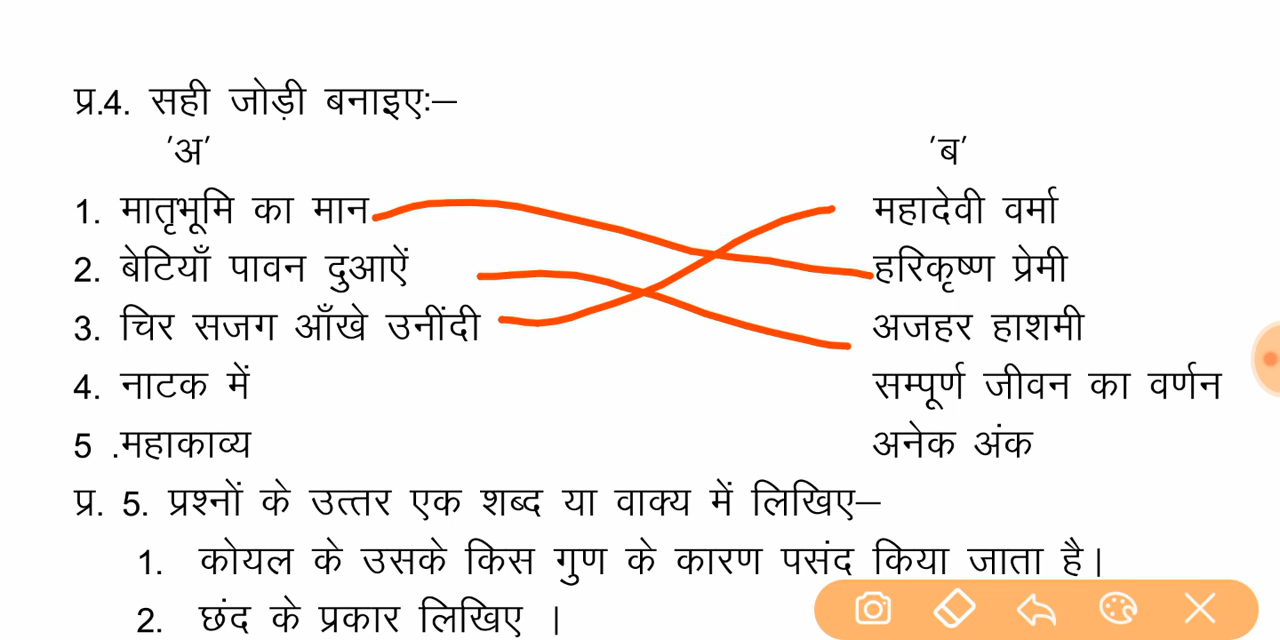 प्र.4. सही जोड़ी बनाइएः–
'अ' 'ब'
1. मातृभूमि का मान महादेवी वर्मा
2. बेटियाँ पावन दुआऐं हरिकृष्ण प्रेमी
3. चिर सजग आँखे उनींदी अजहर हाशमी
4. नाटक में सम्पूर्ण जीवन का वर्णन
5 .महाकाव्य अनेक अंक
प्र. 5. प्रश्नों के उत्तर एक शब्द या वाक्य में लिखिए–
1. कोयल के उसके किस गुण के कारण पसंद किया जाता है।
2. छंद के प्रकार लिखिए ।